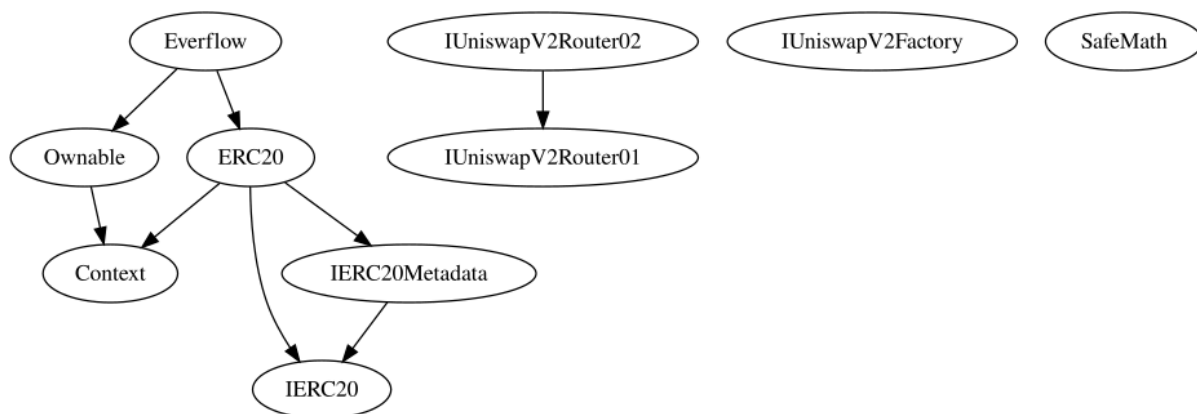 Everflow
IUniswapV2Router02
IUniswapV2Factory
SafeMath
Ownable
ERC20
IUniswapV2Router01
Context
IERC20Metadata
IERC20